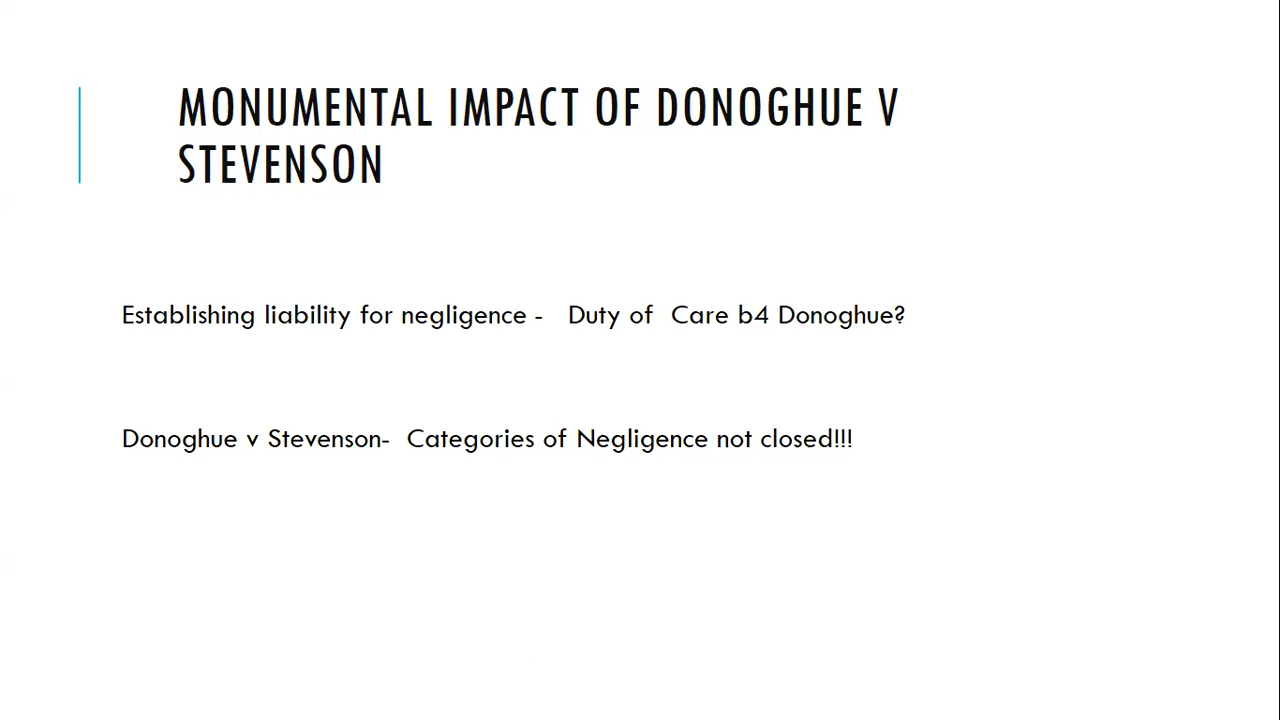 MONUMENTAL IMPACT OF DONOGHUE V
STEVENSON
Establishing liability for negligence - Duty of Care b4 Donoghue?
Donoghue v Stevenson- Categories of Negligence not closed!!!